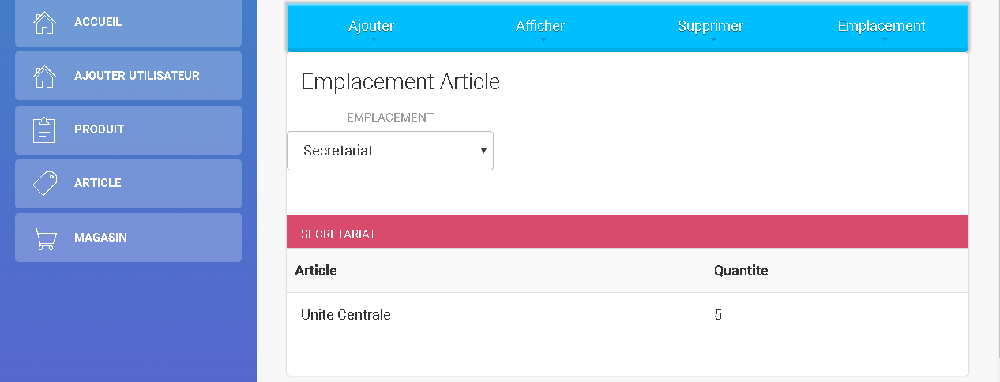 ACCUEIL
AJOUTER UTILISATEUR
PRODUIT
ARTICLE
MAGASIN
Ajouter Afficher Supprimer Emplacement
Emplacement Article
EMPLACEMENT
Secretariat
SECRETARIAT
Article Quantite
Unite Centrale 5